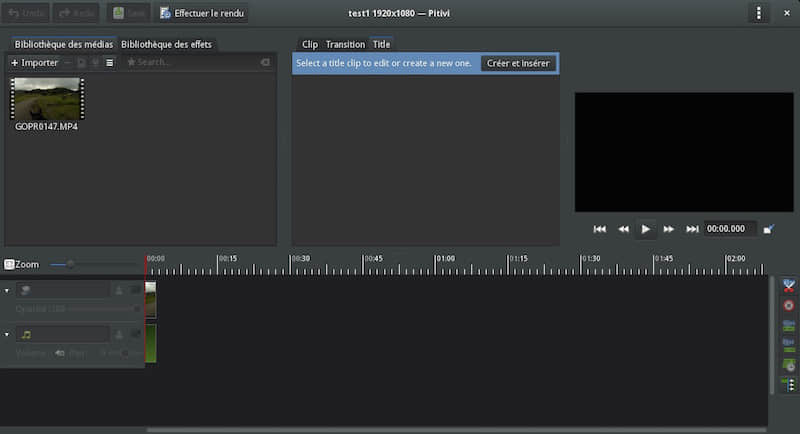 Undo
Redo
Save
Effectuer le rendu
test1 1920x1080 — Pitivi
Bibliothèque des médias
Bibliothèque des effets
+ Importer
Search...
GOPR0147.MP4
Clip
Transition
Title
Select a title clip to edit or create a new one.
Créer et insérer
00:00.000
Zoom
00:00
00:15
00:30
00:45
01:00
01:15
01:30
01:45
02:00
Volume